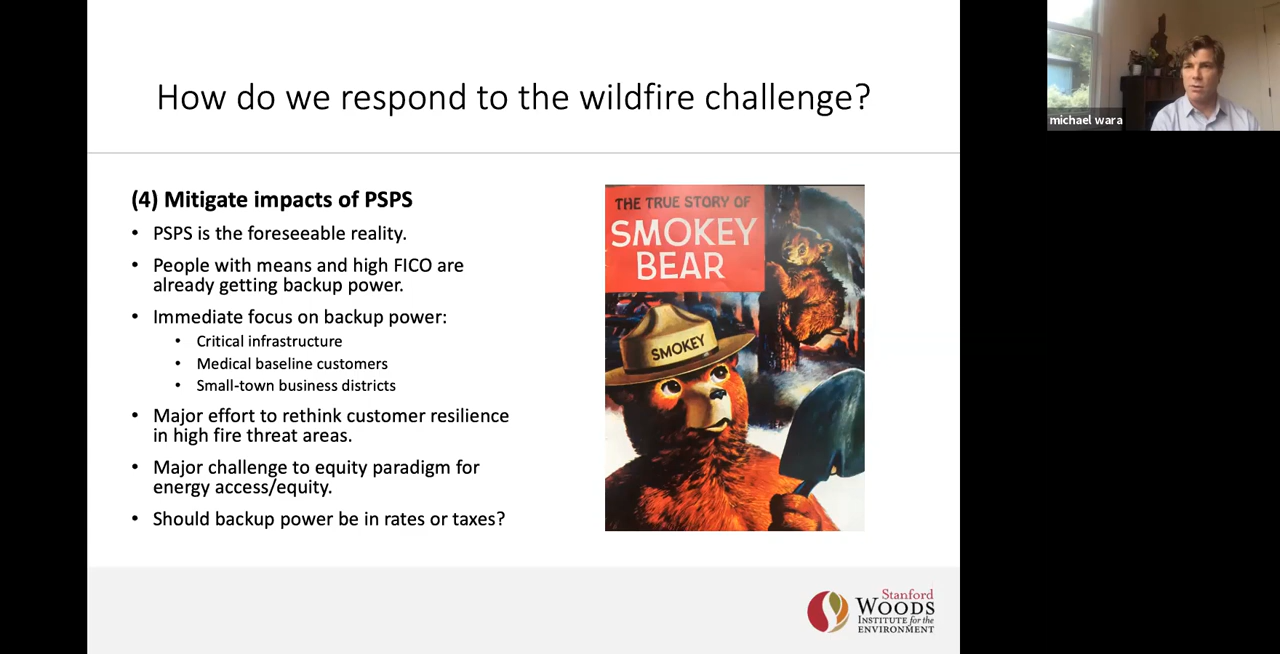 How do we respond to the wildfire challenge?
michael wara
(4) Mitigate impacts of PSPS
• PSPS is the foreseeable reality.
• People with means and high FICO are
already getting backup power.
• Immediate focus on backup power:
• Critical infrastructure
• Medical baseline customers
• Small-town business districts
• Major effort to rethink customer resilience
in high fire threat areas.
• Major challenge to equity paradigm for
energy access/equity.
• Should backup power be in rates or taxes?
THE TRUE STORY OF
SMOKEY
BEAR
SMOKEY
Stanford
WOODS
INSTITUTE for the
ENVIRONMENT